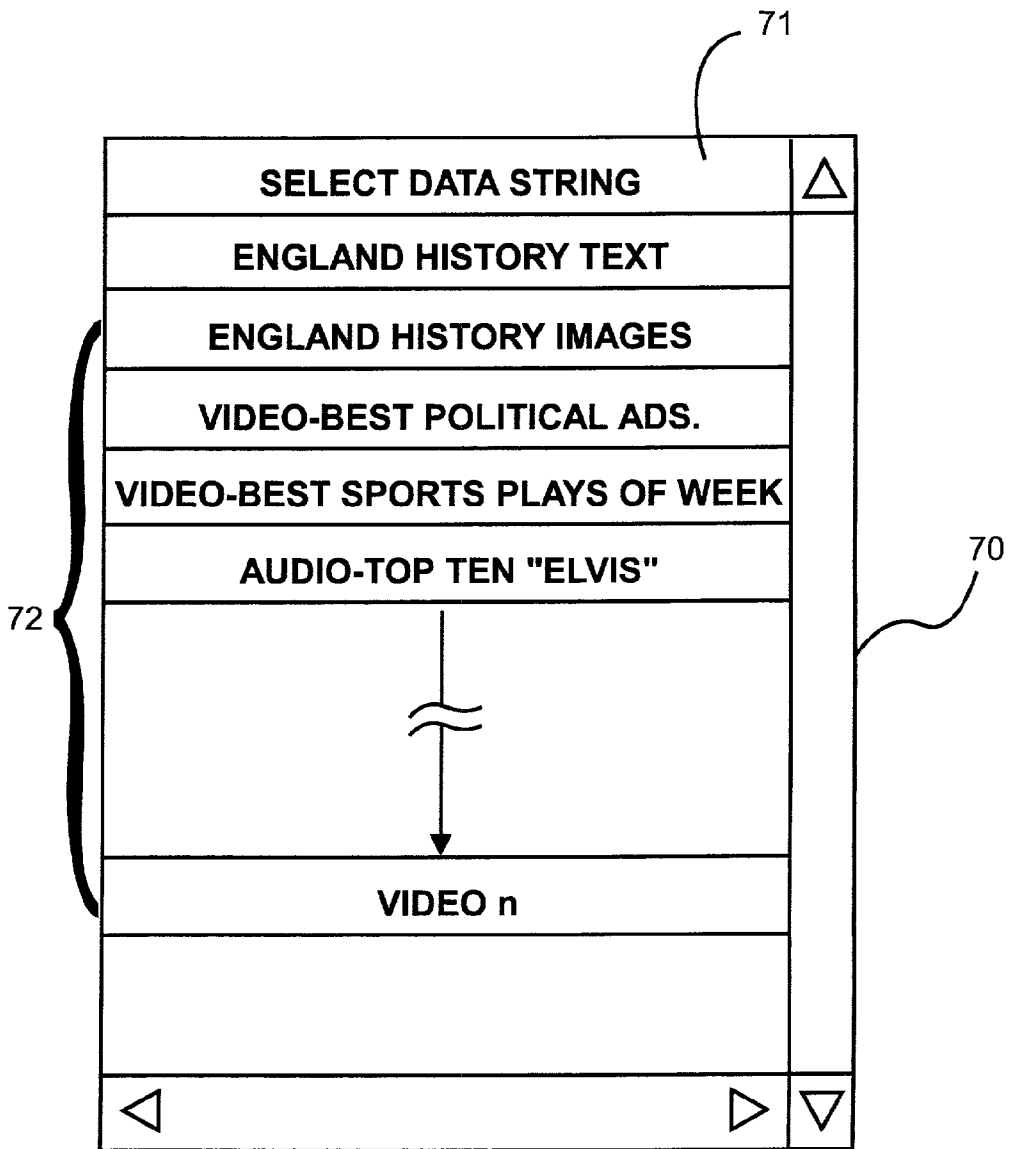 71
SELECT DATA STRING
ENGLAND HISTORY TEXT
ENGLAND HISTORY IMAGES
VIDEO-BEST POLITICAL ADS.
VIDEO-BEST SPORTS PLAYS OF WEEK
AUDIO-TOP TEN "ELVIS"
70
72
VIDEO n